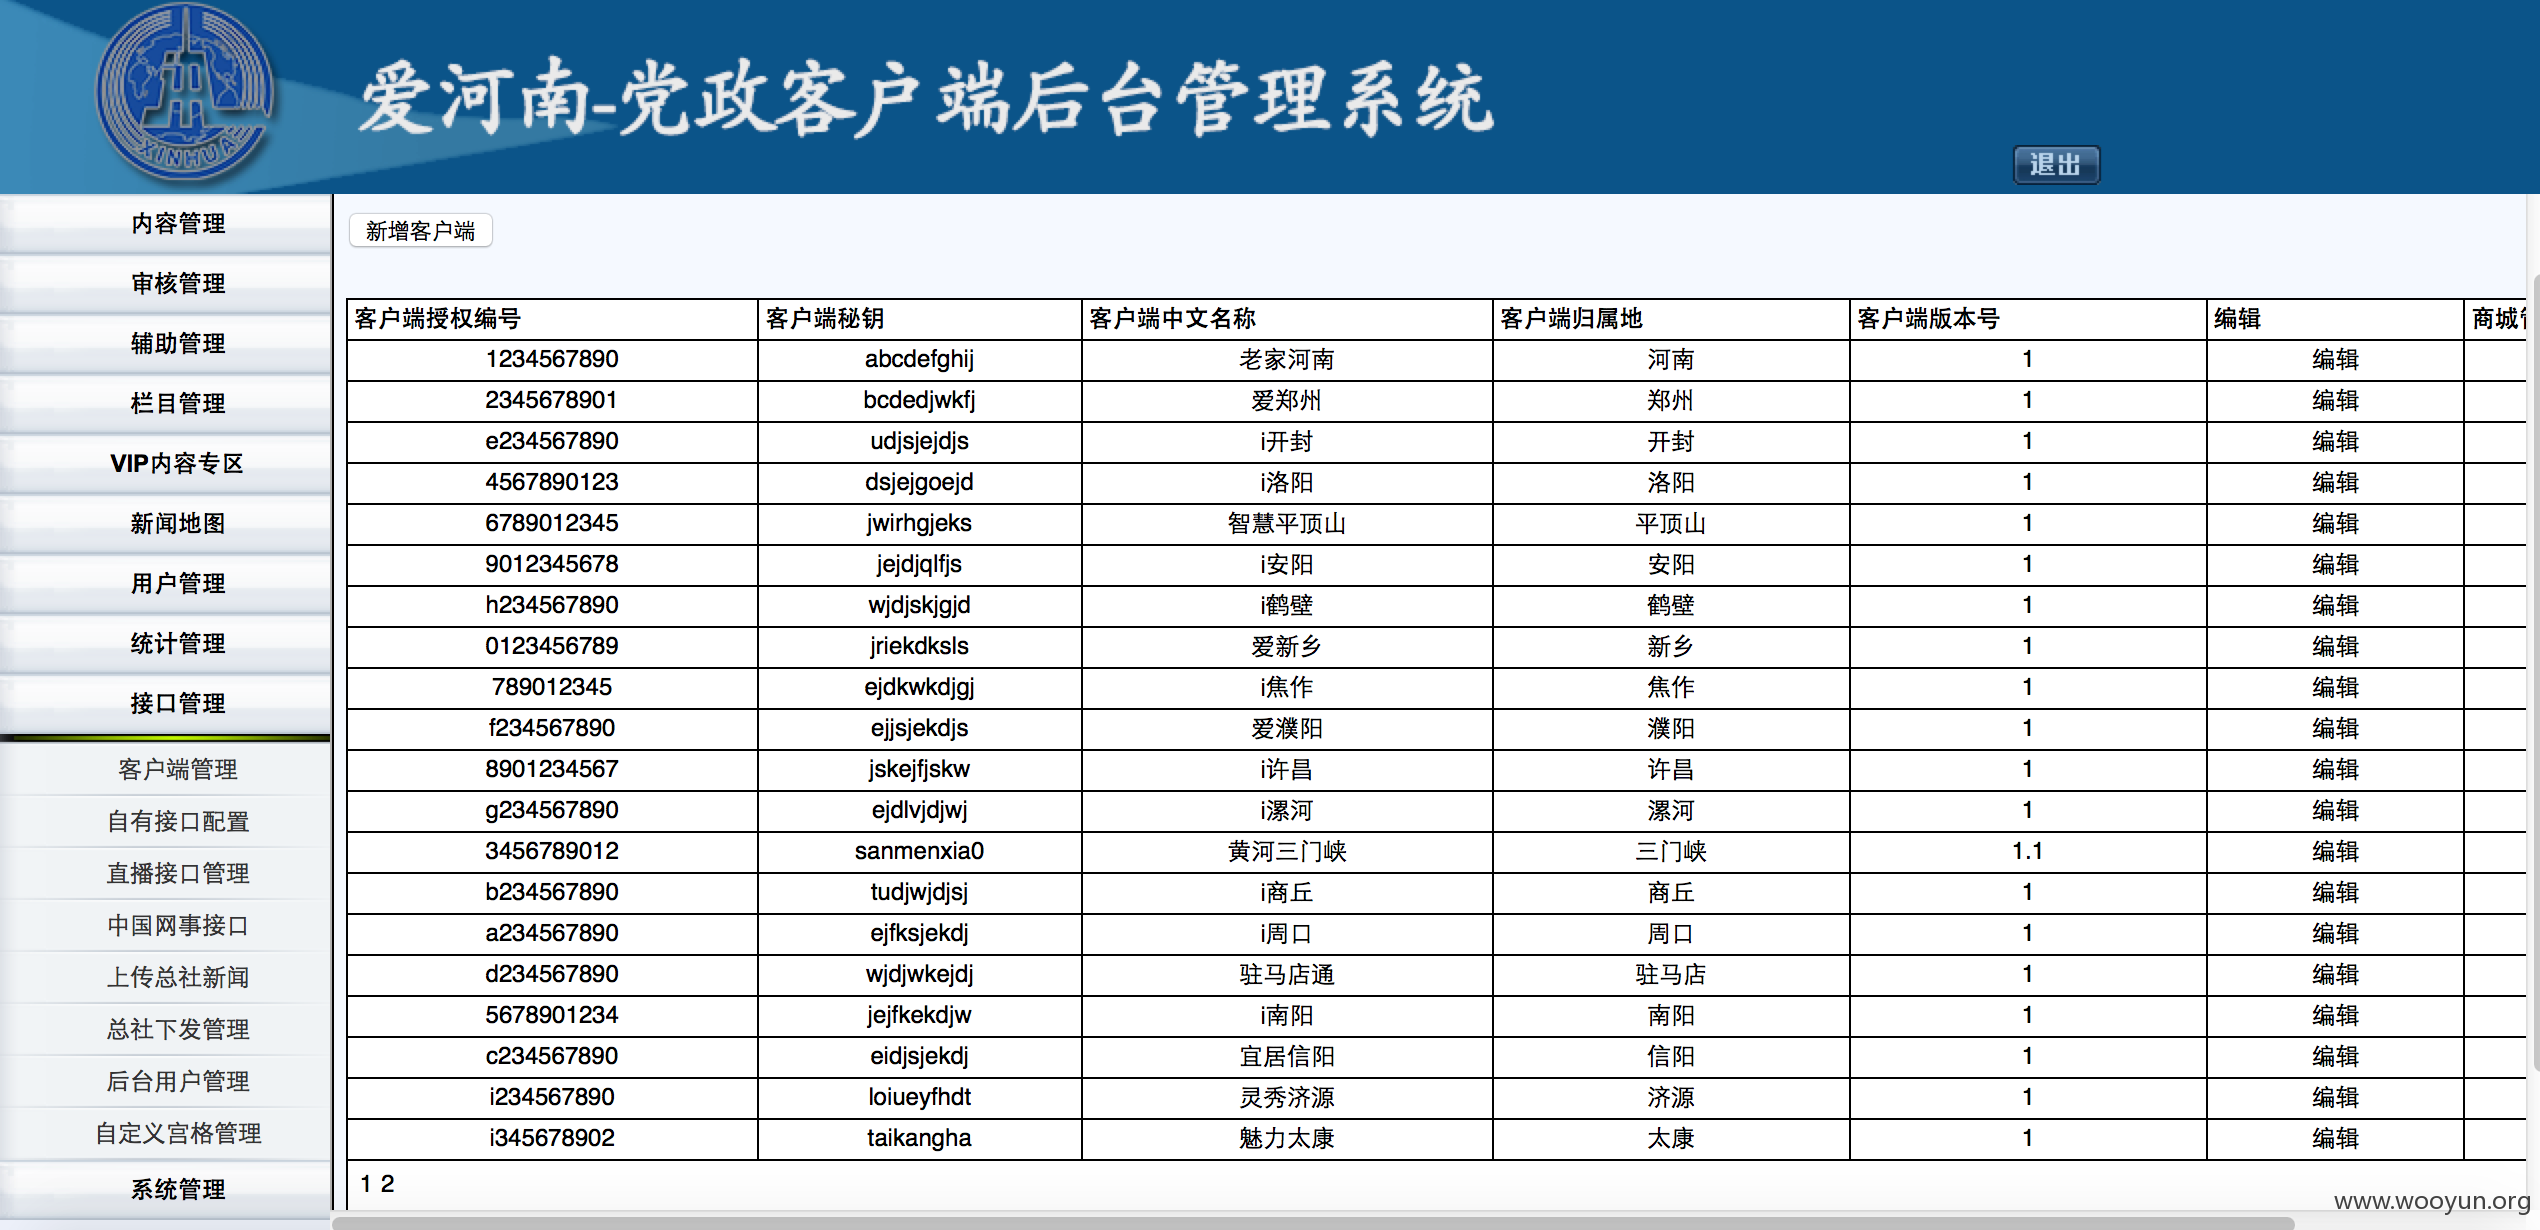 XINHUA
爱河南-党政客户端后台管理系统
退出
内容管理
审核管理
辅助管理
栏目管理
VIP内容专区
新闻地图
用户管理
统计管理
接口管理
客户端管理
自有接口配置
直播接口管理
中国网事接口
上传总社新闻
总社下发管理
后台用户管理
自定义宫格管理
系统管理
新增客户端
客户端授权编号 客户端秘钥 客户端中文名称 客户端归属地 客户端版本号 编辑 商城
1234567890 abcdefghij 老家河南 河南 1 编辑
2345678901 bcdedjwkfj 爱郑州 郑州 1 编辑
e234567890 udjsjejdjs i开封 开封 1 编辑
4567890123 dsjejgoejd i洛阳 洛阳 1 编辑
6789012345 jwirhgjeks 智慧平顶山 平顶山 1 编辑
9012345678 jejdjqlfjs i安阳 安阳 1 编辑
h234567890 wjdjskjgjd i鹤壁 鹤壁 1 编辑
0123456789 jriekdksls 爱新乡 新乡 1 编辑
789012345 ejdkwkdjgj i焦作 焦作 1 编辑
f234567890 ejjsjekdjs 爱濮阳 濮阳 1 编辑
8901234567 jskejfjskw i许昌 许昌 1 编辑
g234567890 ejdlvjdjwj i漯河 漯河 1 编辑
3456789012 sanmenxia0 黄河三门峡 三门峡 1.1 编辑
b234567890 tudjwjdjsj i商丘 商丘 1 编辑
a234567890 ejfksjekdj i周口 周口 1 编辑
d234567890 wjdjwkejdj 驻马店通 驻马店 1 编辑
5678901234 jejfkekdjw i南阳 南阳 1 编辑
c234567890 eidjsjekdj 宜居信阳 信阳 1 编辑
i234567890 loiueyfhdt 灵秀济源 济源 1 编辑
i345678902 taikangha 魅力太康 太康 1 编辑
1 2
www.wooyun.org